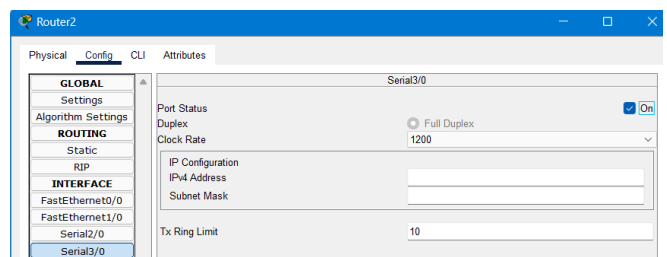 Router2
Physical Config CLI Attributes
GLOBAL
Settings
Algorithm Settings
ROUTING
Static
RIP
INTERFACE
FastEthernet0/0
FastEthernet1/0
Serial2/0
Serial3/0
Serial3/0
Port Status On
Duplex Full Duplex
Clock Rate 1200
IP Configuration
IPv4 Address
Subnet Mask
Tx Ring Limit 10